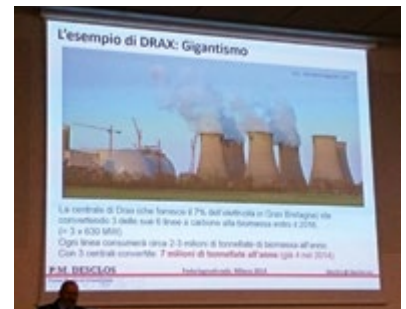 L'esempio di DRAX: Gigantismo
La centrale di Drax (che fornisce il 7% dell'elettricità in Gran Bretagna) sta
convertendo 3 delle sue 6 linee a carbone alla biomassa entro il 2016.
(= 3 x 630 MW)
Ogni linea consumerà circa 2-3 milioni di tonnellate di biomassa all'anno.
Con 3 centrali convertite: 7 milioni di tonnellate all'anno (già 4 nel 2014)
P.M. DESCLOS
Milano 2014